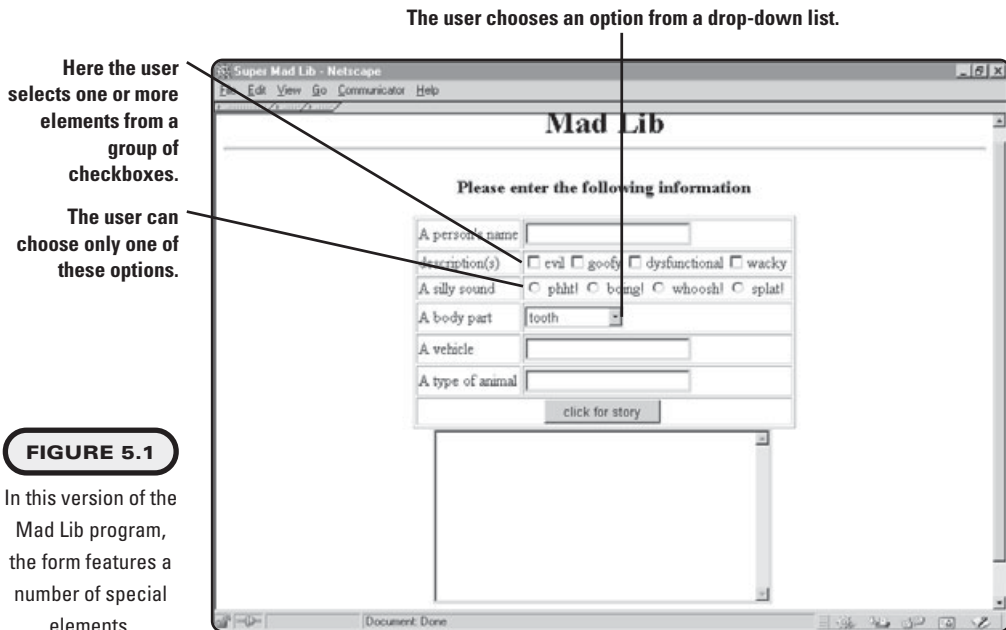 The user chooses an option from a drop-down list.
Here the user
selects one or more
elements from a
group of
checkboxes.
The user can
choose only one of
these options.
Super Mad Lib - Netscape
File Edit View Go Communicator Help
Mad Lib
Please enter the following information
A person's name
description(s) evil goofy dysfunctional wacky
A silly sound phht! boing! whoosh! splat!
A body part tooth
A vehicle
A type of animal
click for story
Document: Done
FIGURE 5.1
In this version of the
Mad Lib program,
the form features a
number of special
elements